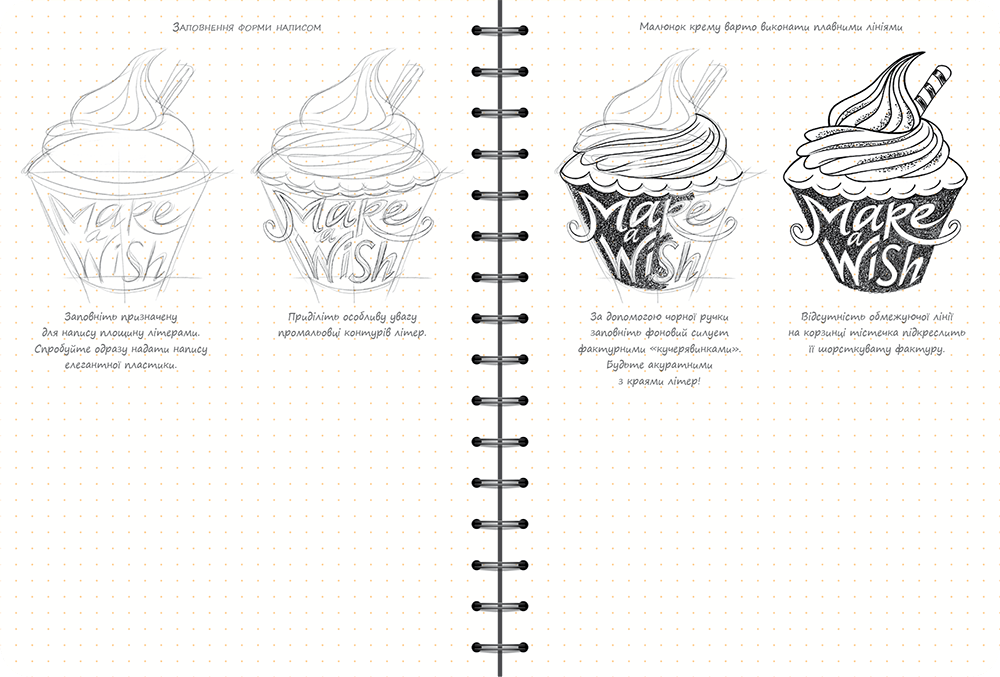 Заповнення форми написом
Make
a
Wish
Заповніть призначену
для напису площину літерами.
Спробуйте одразу надати напису
елегантної пластики.
Make
a
Wish
Приділіть особливу увагу
промальовці контурів літер.
Малюнок крему варто виконати плавними лініями
Make
a
Wish
За допомогою чорної ручки
заповніть фоновий силует
фактурними «кучерявинками».
Будьте акуратними
з краями літер!
Make
a
Wish
Відсутність обмежуючої лінії
на корзинці тістечка підкреслить
її шорсткувату фактуру.